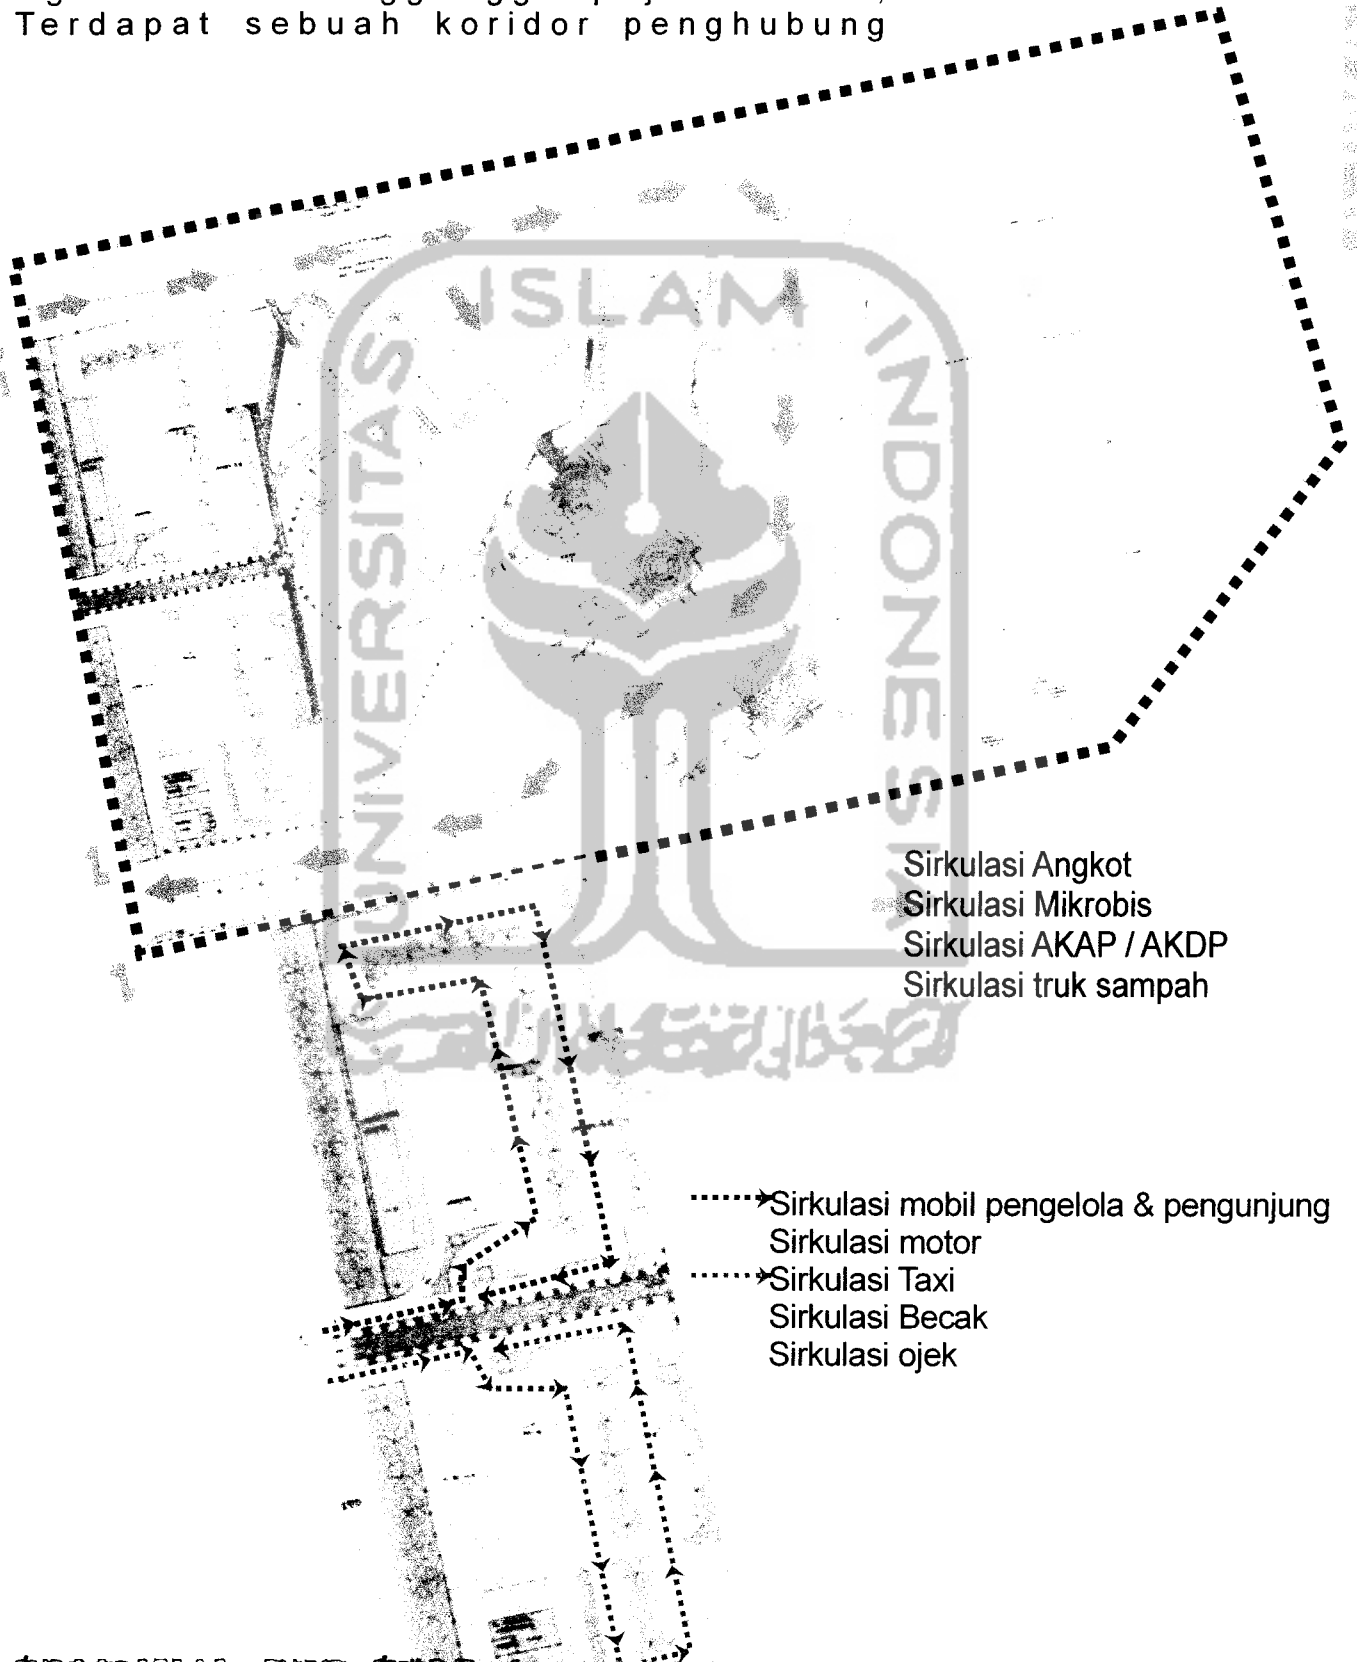 Terdapat sebuah koridor penghubung
ISLAM
UNIVERSITAS
INDONESIA
Sirkulasi Angkot
Sirkulasi Mikrobis
Sirkulasi AKAP / AKDP
Sirkulasi truk sampah
Sirkulasi mobil pengelola & pengunjung
Sirkulasi motor
Sirkulasi Taxi
Sirkulasi Becak
Sirkulasi ojek